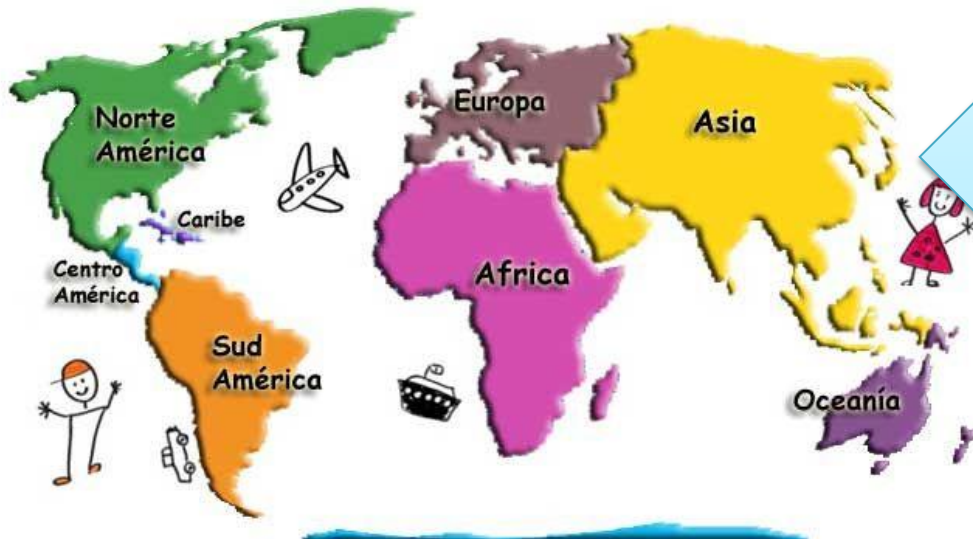 Norte
América
Europa
Asia
Caribe
Centro
América
Africa
Sud
América
Oceanía